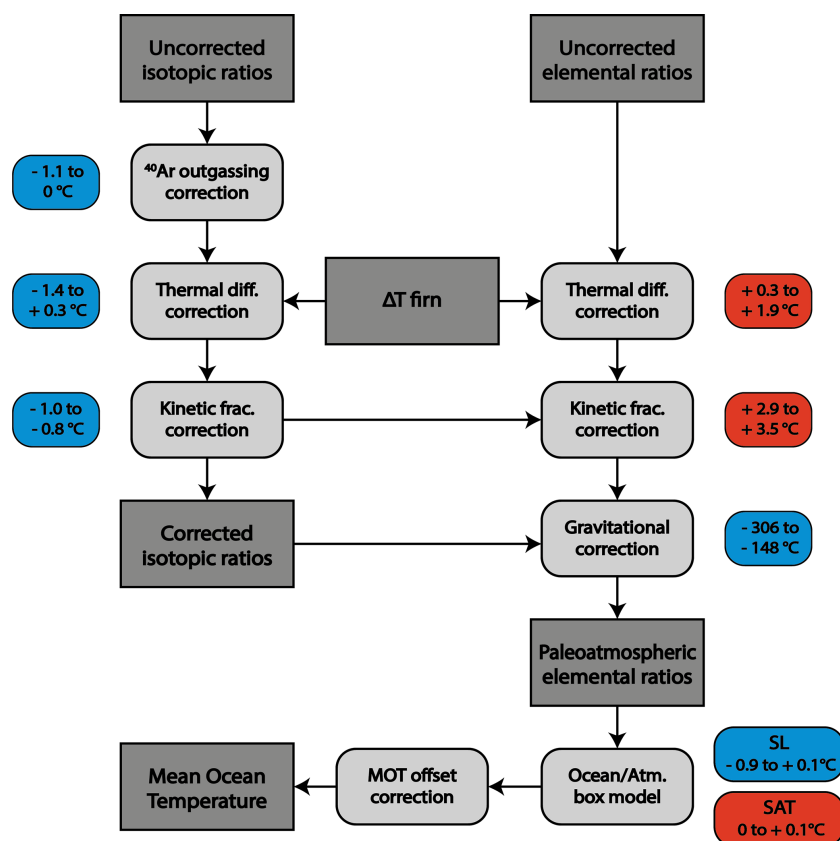 Uncorrected
isotopic ratios
Uncorrected
elemental ratios
- 1.1 to
0 °C
⁴⁰Ar outgassing
correction
- 1.4 to
+ 0.3 °C
Thermal diff.
correction
ΔT firn
Thermal diff.
correction
+ 0.3 to
+ 1.9 °C
- 1.0 to
- 0.8 °C
Kinetic frac.
correction
Kinetic frac.
correction
+ 2.9 to
+ 3.5 °C
Corrected
isotopic ratios
Gravitational
correction
- 306 to
- 148 °C
Paleoatmospheric
elemental ratios
Mean Ocean
Temperature
MOT offset
correction
Ocean/Atm.
box model
SL
- 0.9 to + 0.1°C
SAT
0 to + 0.1°C